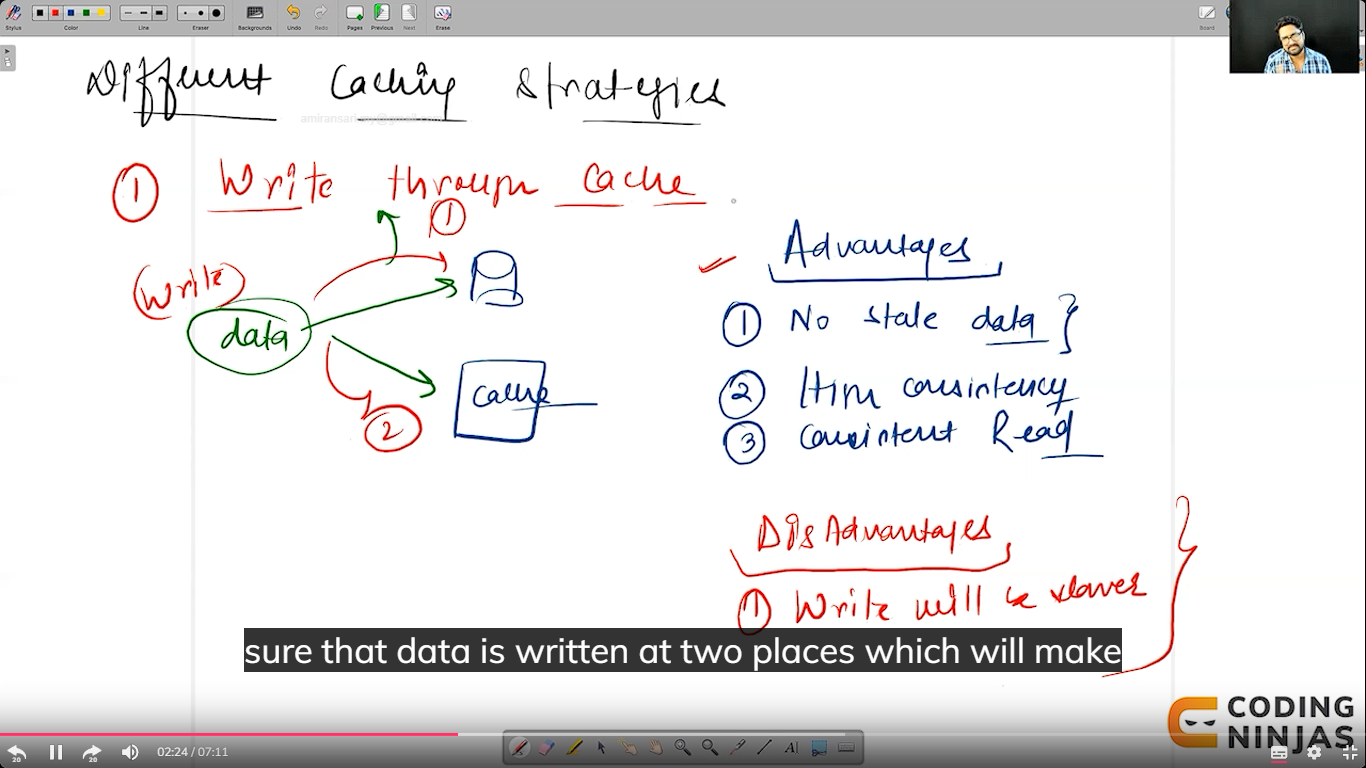 Stylus Color Line Eraser Backgrounds Undo Redo Pages Previous Next Erase Board
Different Caching Strategies
① Write through Cache
①
(Write)
data
Cache
②
Advantages
① No stale data
② High consistency
③ Consistent Read
DisAdvantages
① Write will be slower
sure that data is written at two places which will make
CODING
NINJAS
20 20 02:24 / 07:11